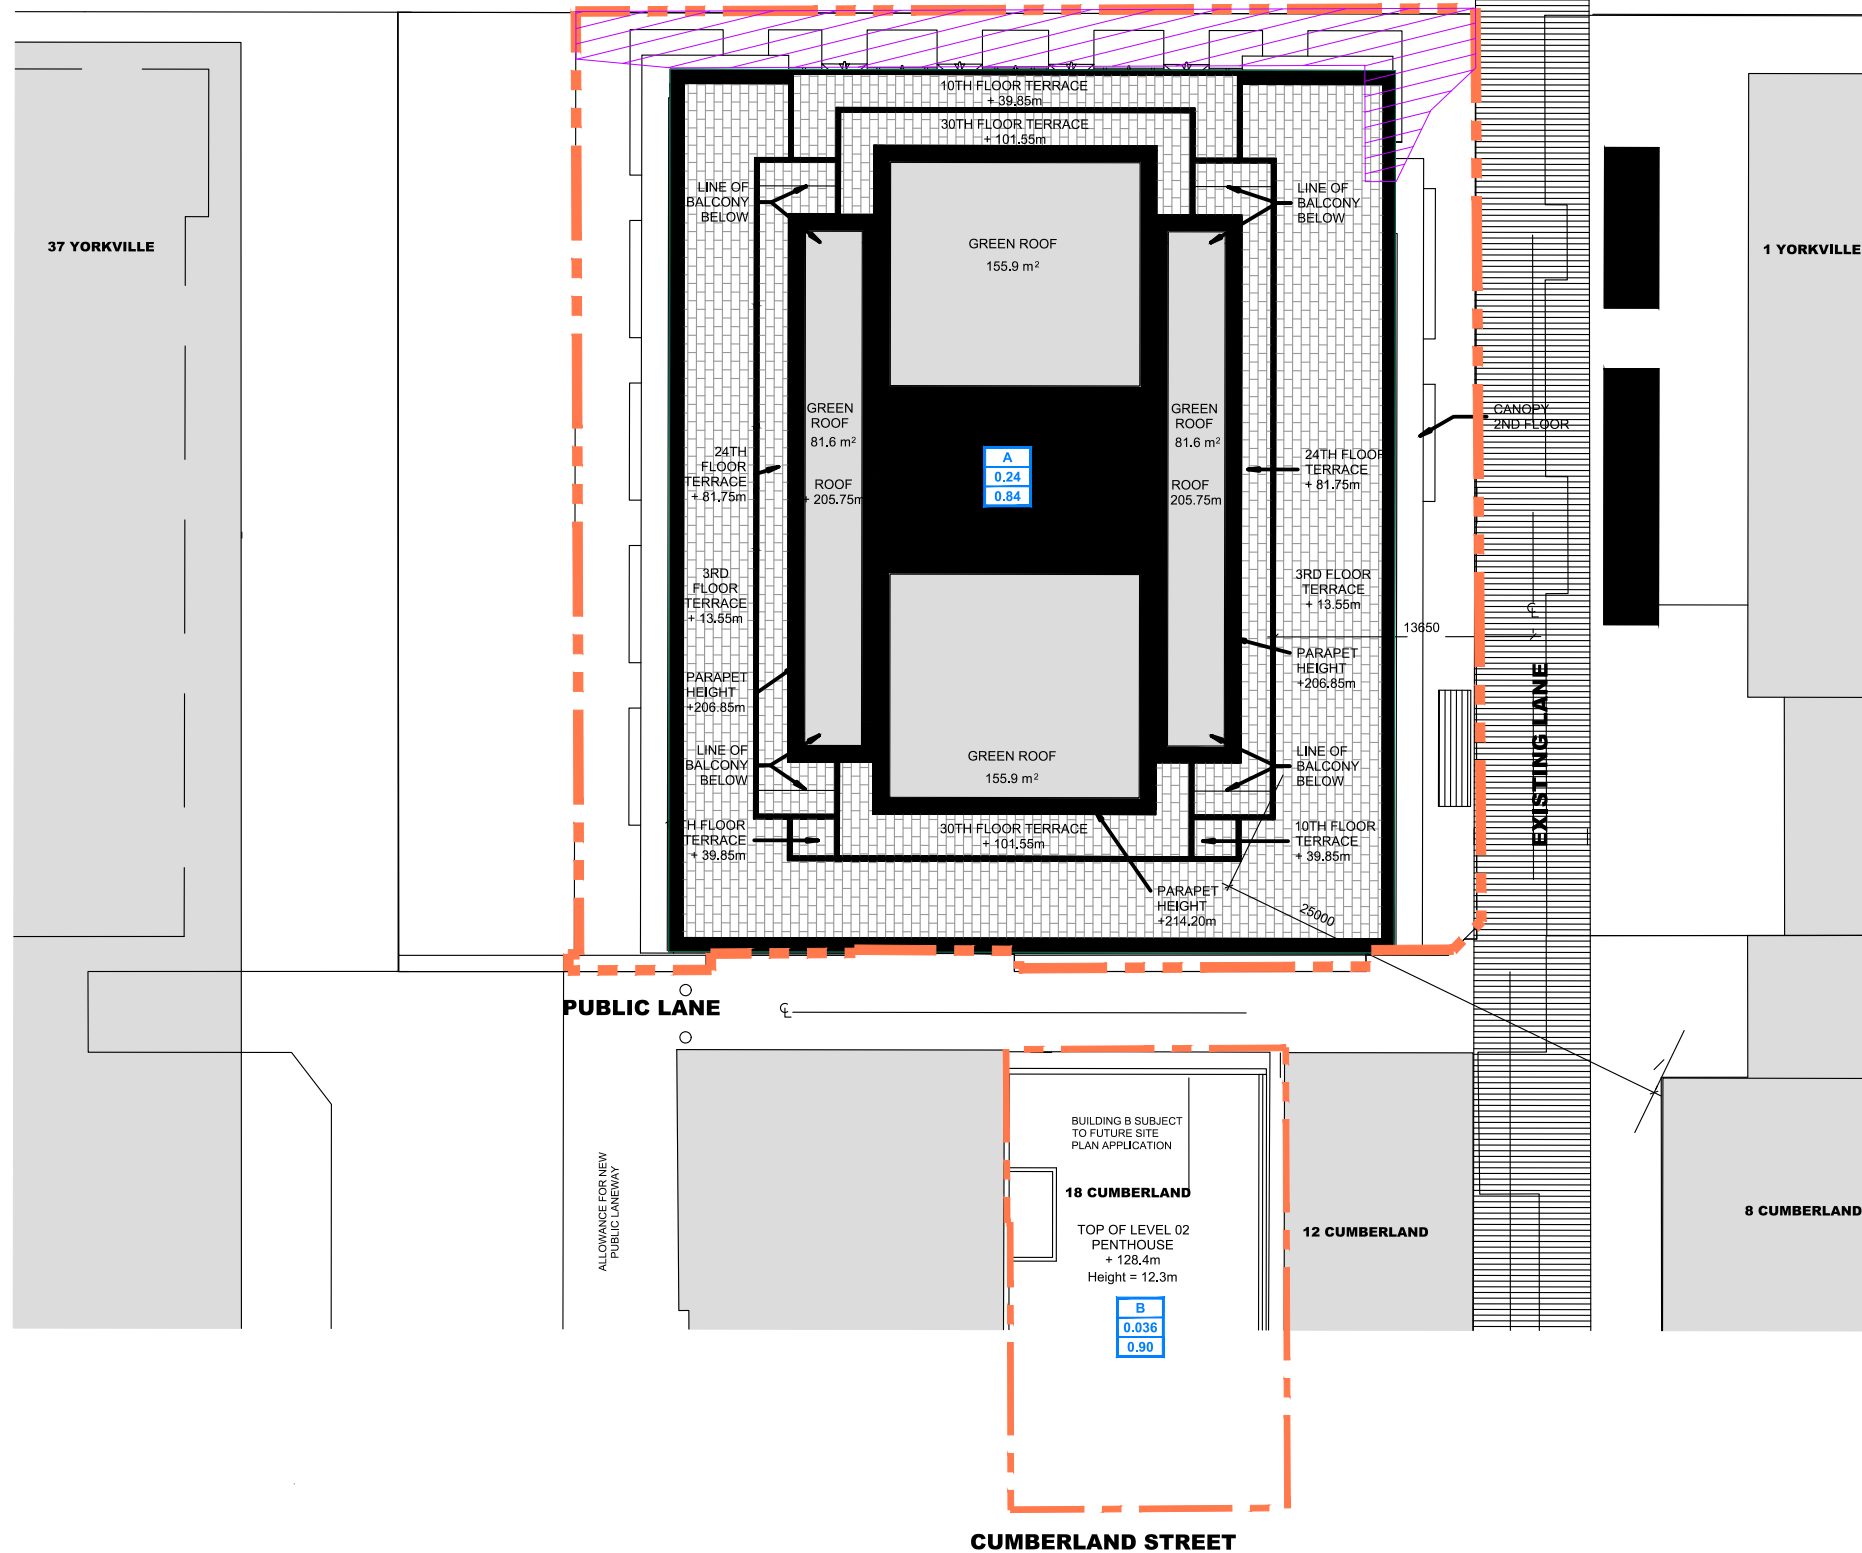 10TH FLOOR TERRACE
+ 39.85m
30TH FLOOR TERRACE
+ 101.55m
LINE OF
BALCONY
BELOW
LINE OF
BALCONY
BELOW
37 YORKVILLE
1 YORKVILLE
GREEN ROOF
155.9 m²
GREEN
ROOF
81.6 m²
ROOF
+ 205.75m
GREEN
ROOF
81.6 m²
ROOF
205.75m
CANOPY
2ND FLOOR
24TH
FLOOR
TERRACE
+ 81.75m
A
0.24
0.84
24TH FLOOR
TERRACE
+ 81.75m
3RD
FLOOR
TERRACE
+ 13.55m
3RD FLOOR
TERRACE
+ 13.55m
13650
PARAPET
HEIGHT
+206.85m
PARAPET
HEIGHT
+206.85m
EXISTING LANE
LINE OF
BALCONY
BELOW
GREEN ROOF
155.9 m²
LINE OF
BALCONY
BELOW
TH FLOOR
TERRACE
+ 39.85m
30TH FLOOR TERRACE
+ 101.55m
10TH FLOOR
TERRACE
+ 39.85m
PARAPET
HEIGHT
+214.20m
25000
PUBLIC LANE
BUILDING B SUBJECT
TO FUTURE SITE
PLAN APPLICATION
ALLOWANCE FOR NEW
PUBLIC LANEWAY
18 CUMBERLAND
TOP OF LEVEL 02
PENTHOUSE
+ 128.4m
Height = 12.3m
12 CUMBERLAND
8 CUMBERLAND
B
0.036
0.90
CUMBERLAND STREET